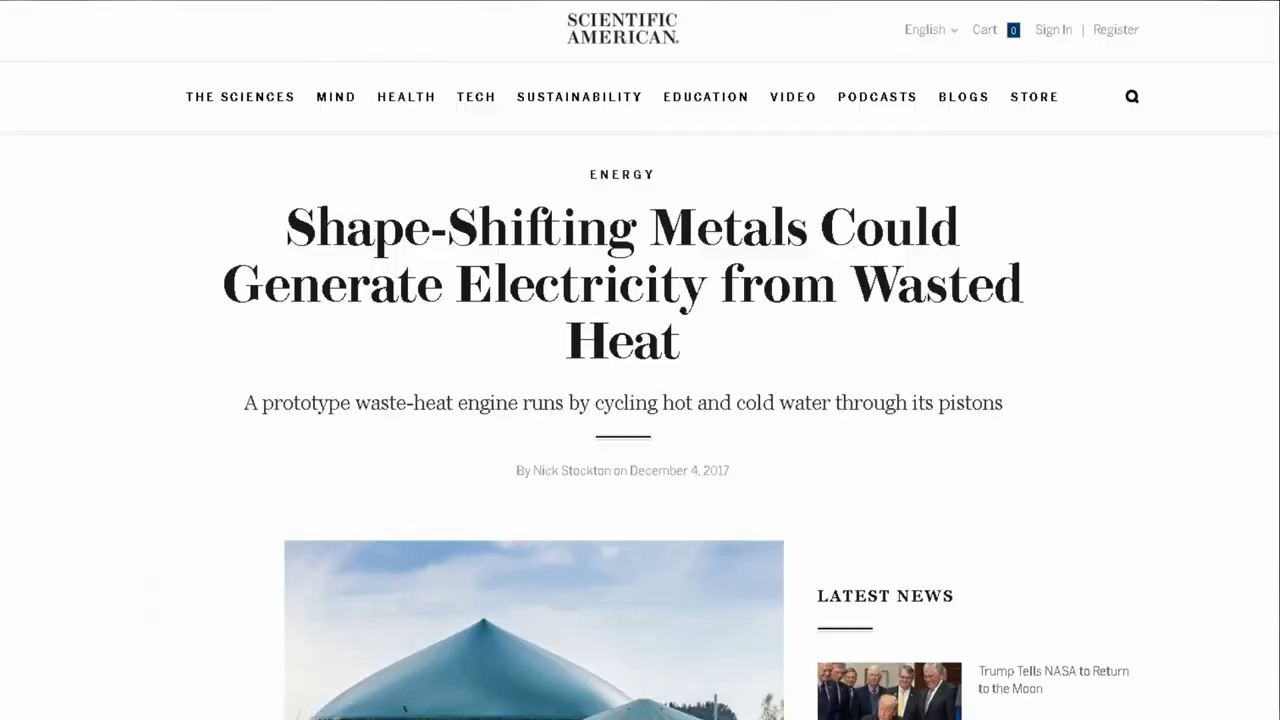 SCIENTIFIC
AMERICAN.
English Cart 0 Sign In | Register
THE SCIENCES MIND HEALTH TECH SUSTAINABILITY EDUCATION VIDEO PODCASTS BLOGS STORE
ENERGY
Shape-Shifting Metals Could
Generate Electricity from Wasted
Heat
A prototype waste-heat engine runs by cycling hot and cold water through its pistons
By Nick Stockton on December 4, 2017
LATEST NEWS
Trump Tells NASA to Return
to the Moon